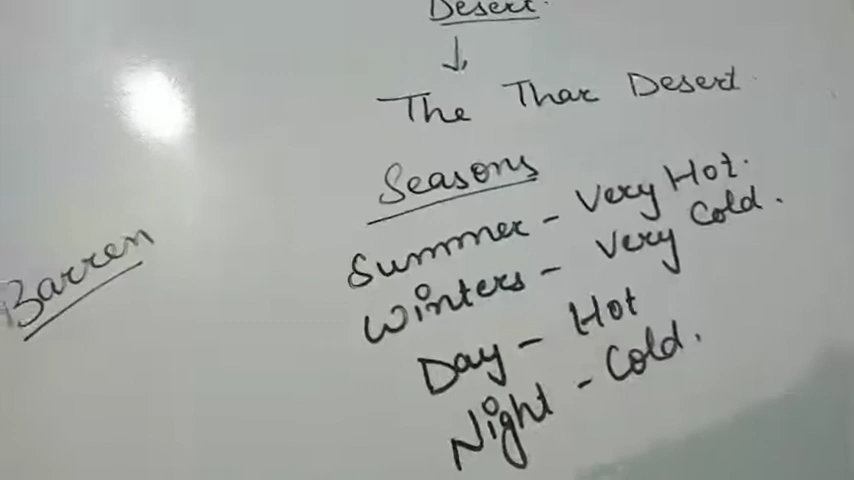 Desert.
↓
The Thar Desert
Seasons
Summer - Very Hot.
Winters - Very Cold.
Day - Hot
Night - Cold.
Barren